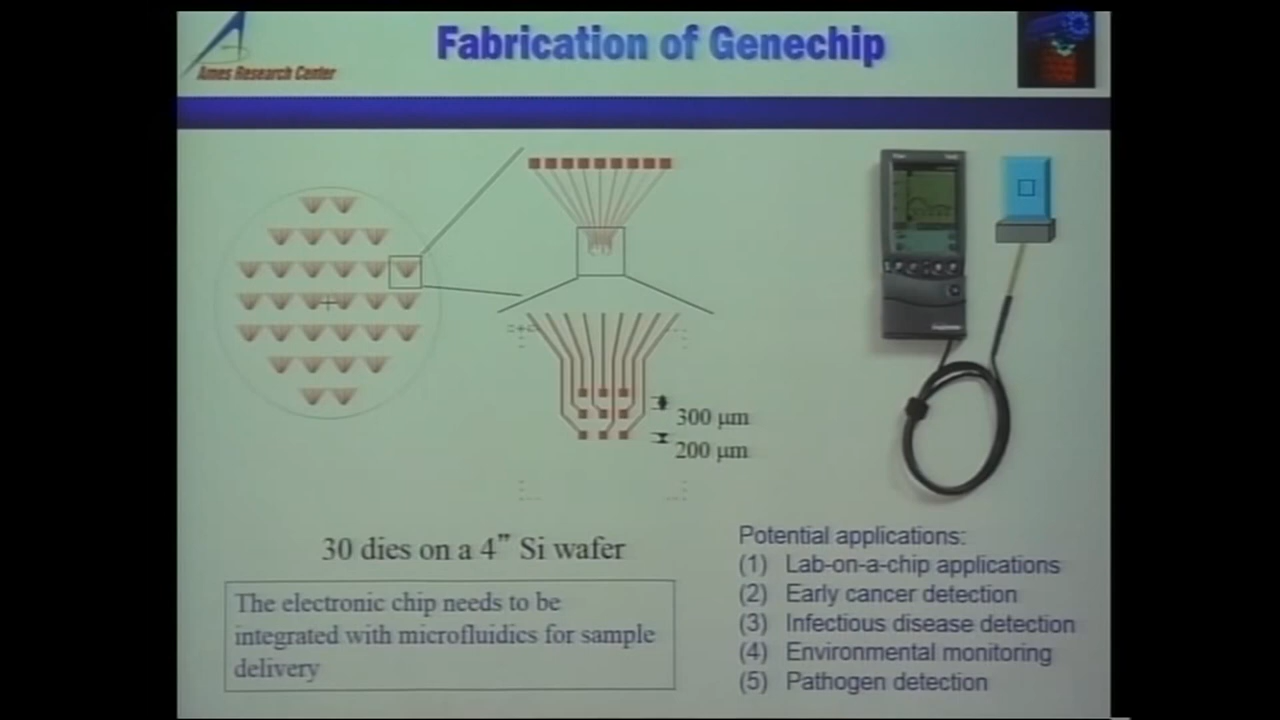 Ames Research Center
Fabrication of Genechip
300 μm
200 μm
30 dies on a 4" Si wafer
The electronic chip needs to be
integrated with microfluidics for sample
delivery
Potential applications:
(1) Lab-on-a-chip applications
(2) Early cancer detection
(3) Infectious disease detection
(4) Environmental monitoring
(5) Pathogen detection